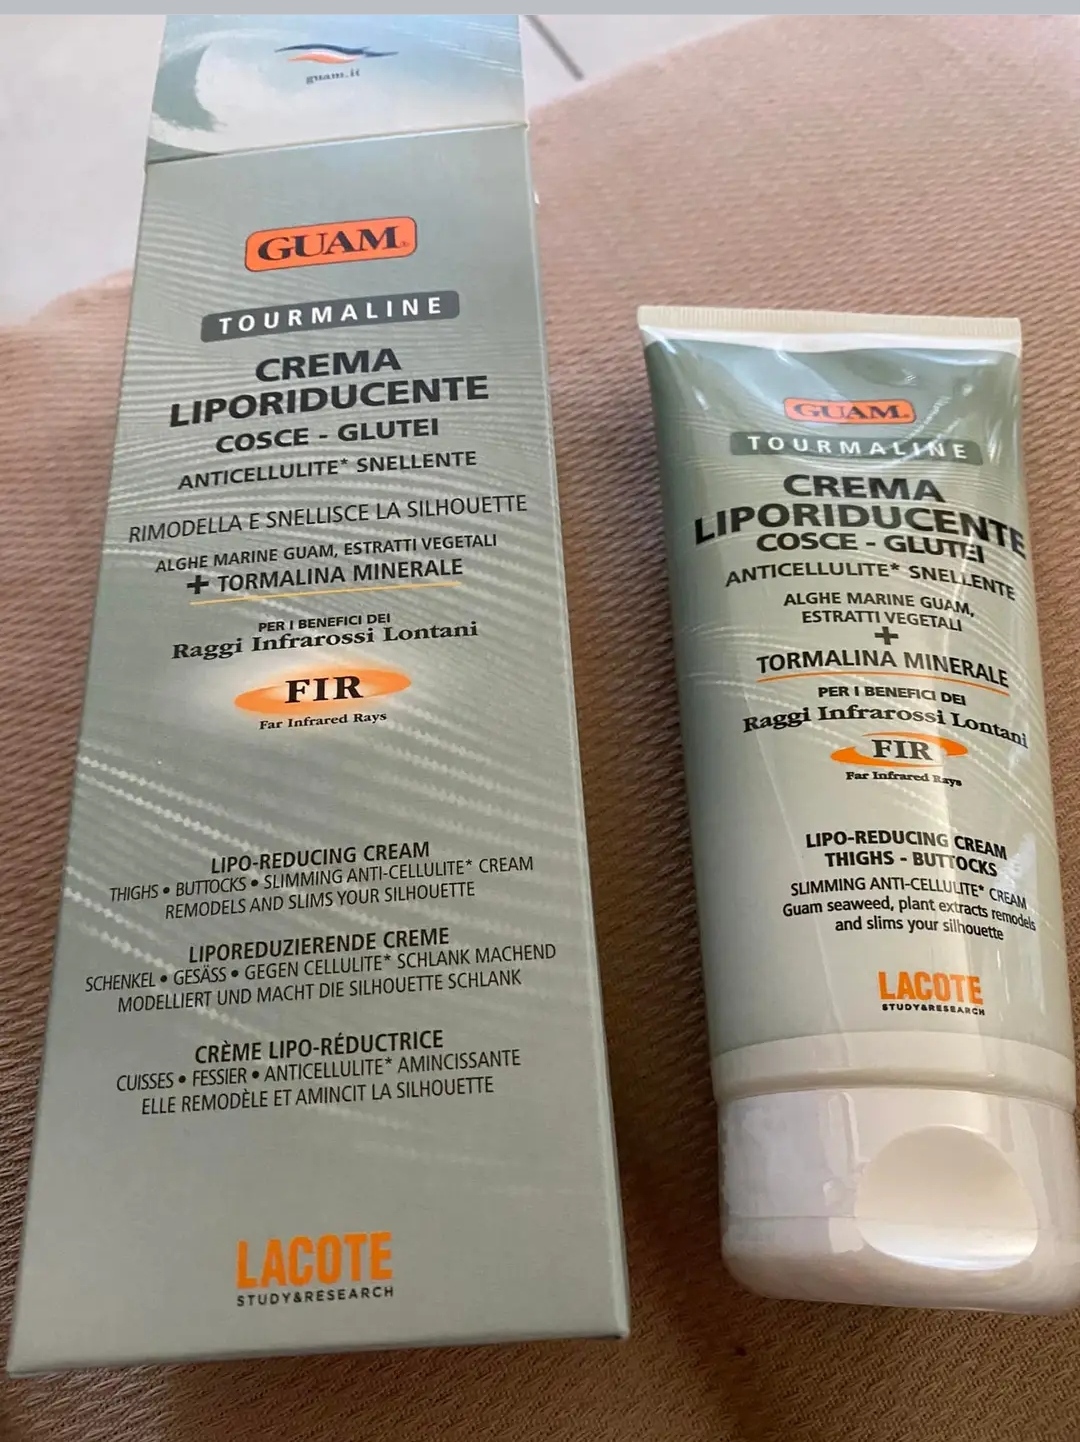 guam.it
GUAM®
TOURMALINE
CREMA
LIPORIDUCENTE
COSCE - GLUTEI
ANTICELLULITE* SNELLENTE
RIMODELLA E SNELLISCE LA SILHOUETTE
ALGHE MARINE GUAM, ESTRATTI VEGETALI
+ TORMALINA MINERALE
PER I BENEFICI DEI
Raggi Infrarossi Lontani
FIR
Far Infrared Rays
LIPO-REDUCING CREAM
THIGHS • BUTTOCKS • SLIMMING ANTI-CELLULITE* CREAM
REMODELS AND SLIMS YOUR SILHOUETTE
LIPOREDUZIERENDE CREME
SCHENKEL • GESÄSS • GEGEN CELLULITE* SCHLANK MACHEND
MODELLIERT UND MACHT DIE SILHOUETTE SCHLANK
CRÈME LIPO-RÉDUCTRICE
CUISSES • FESSIER • ANTICELLULITE* AMINCISSANTE
ELLE REMODÈLE ET AMINCIT LA SILHOUETTE
LACOTE
STUDY&RESEARCH
GUAM
TOURMALINE
CREMA
LIPORIDUCENTE
COSCE - GLUTEI
ANTICELLULITE* SNELLENTE
ALGHE MARINE GUAM,
ESTRATTI VEGETALI
+
TORMALINA MINERALE
PER I BENEFICI DEI
Raggi Infrarossi Lontani
FIR
Far Infrared Rays
LIPO-REDUCING CREAM
THIGHS - BUTTOCKS
SLIMMING ANTI-CELLULITE* CREAM
Guam seaweed, plant extracts remodels
and slims your silhouette
LACOTE
STUDY&RESEARCH